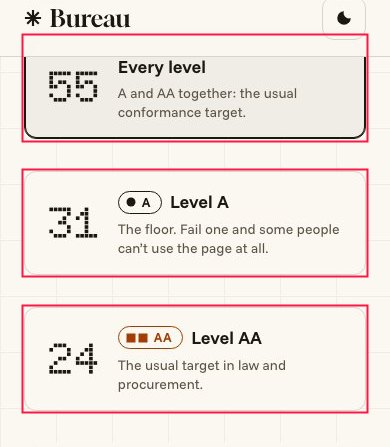 Bureau
55
Every level
A and AA together: the usual
conformance target.
31
A
Level A
The floor. Fail one and some people
can’t use the page at all.
24
AA
Level AA
The usual target in law and
procurement.